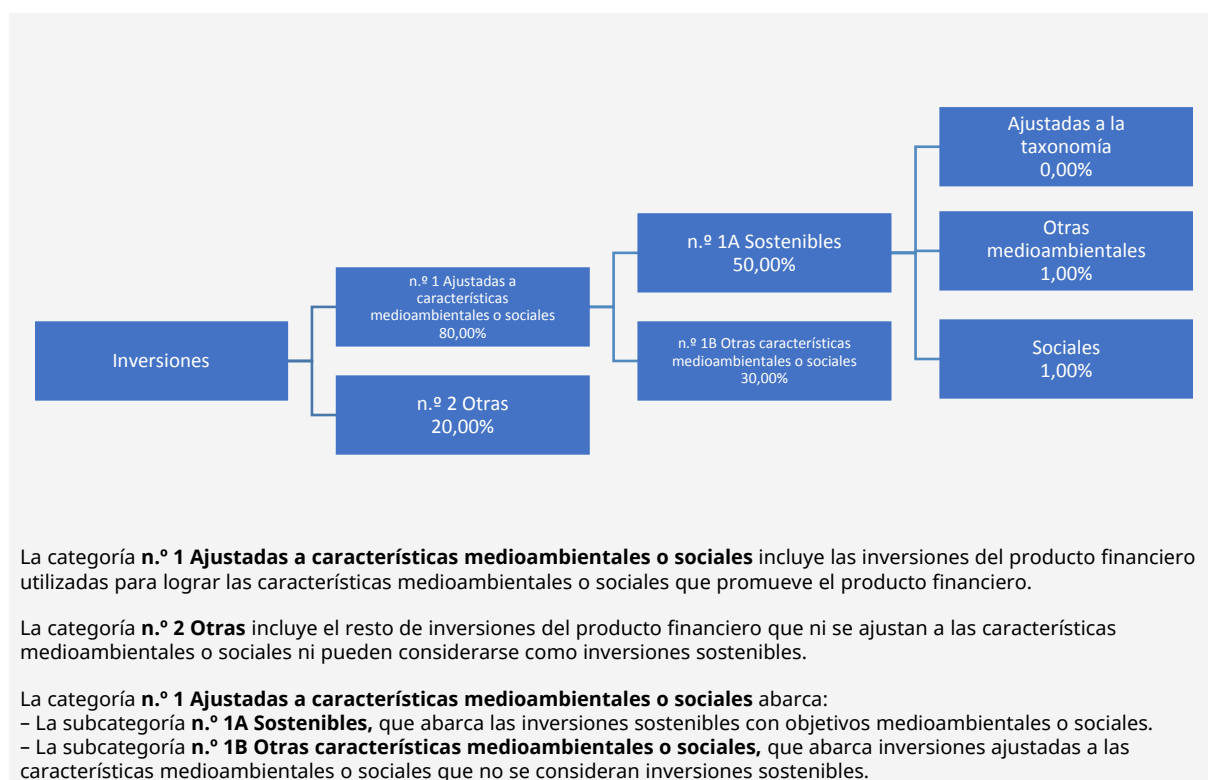 Inversiones
n.º 1 Ajustadas a
características
medioambientales o sociales
80,00%
n.º 2 Otras
20,00%
n.º 1A Sostenibles
50,00%
n.º 1B Otras características
medioambientales o sociales
30,00%
Ajustadas a la
taxonomía
0,00%
Otras
medioambientales
1,00%
Sociales
1,00%
La categoría n.º 1 Ajustadas a características medioambientales o sociales incluye las inversiones del producto financiero
utilizadas para lograr las características medioambientales o sociales que promueve el producto financiero.
La categoría n.º 2 Otras incluye el resto de inversiones del producto financiero que ni se ajustan a las características
medioambientales o sociales ni pueden considerarse como inversiones sostenibles.
La categoría n.º 1 Ajustadas a características medioambientales o sociales abarca:
– La subcategoría n.º 1A Sostenibles, que abarca las inversiones sostenibles con objetivos medioambientales o sociales.
– La subcategoría n.º 1B Otras características medioambientales o sociales, que abarca inversiones ajustadas a las
características medioambientales o sociales que no se consideran inversiones sostenibles.